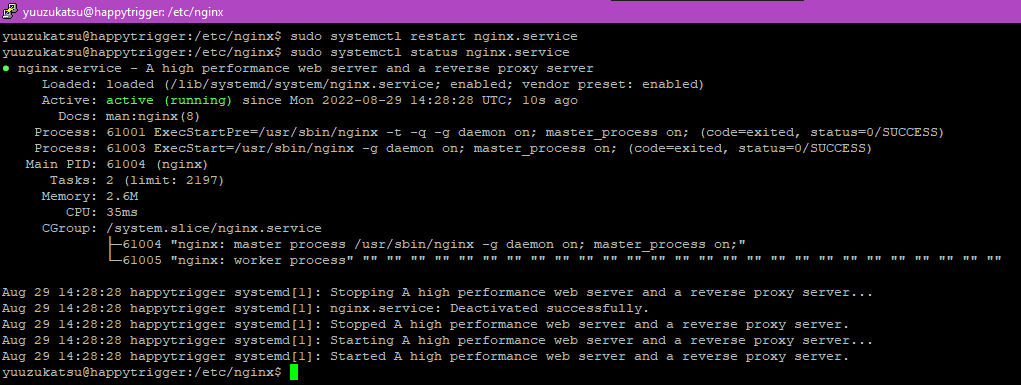 yuuzukatsu@happytrigger: /etc/nginx
yuuzukatsu@happytrigger:/etc/nginx$ sudo systemctl restart nginx.service
yuuzukatsu@happytrigger:/etc/nginx$ sudo systemctl status nginx.service
● nginx.service - A high performance web server and a reverse proxy server
     Loaded: loaded (/lib/systemd/system/nginx.service; enabled; vendor preset: enabled)
     Active: active (running) since Mon 2022-08-29 14:28:28 UTC; 10s ago
       Docs: man:nginx(8)
    Process: 61001 ExecStartPre=/usr/sbin/nginx -t -q -g daemon on; master_process on; (code=exited, status=0/SUCCESS)
    Process: 61003 ExecStart=/usr/sbin/nginx -g daemon on; master_process on; (code=exited, status=0/SUCCESS)
   Main PID: 61004 (nginx)
      Tasks: 2 (limit: 2197)
     Memory: 2.6M
        CPU: 35ms
     CGroup: /system.slice/nginx.service
             ├─61004 "nginx: master process /usr/sbin/nginx -g daemon on; master_process on;"
             └─61005 "nginx: worker process" "" "" "" "" "" "" "" "" "" "" "" "" "" "" "" "" "" "" "" "" "" "" "" "" "" "" ""

Aug 29 14:28:28 happytrigger systemd[1]: Stopping A high performance web server and a reverse proxy server...
Aug 29 14:28:28 happytrigger systemd[1]: nginx.service: Deactivated successfully.
Aug 29 14:28:28 happytrigger systemd[1]: Stopped A high performance web server and a reverse proxy server.
Aug 29 14:28:28 happytrigger systemd[1]: Starting A high performance web server and a reverse proxy server...
Aug 29 14:28:28 happytrigger systemd[1]: Started A high performance web server and a reverse proxy server.
yuuzukatsu@happytrigger:/etc/nginx$